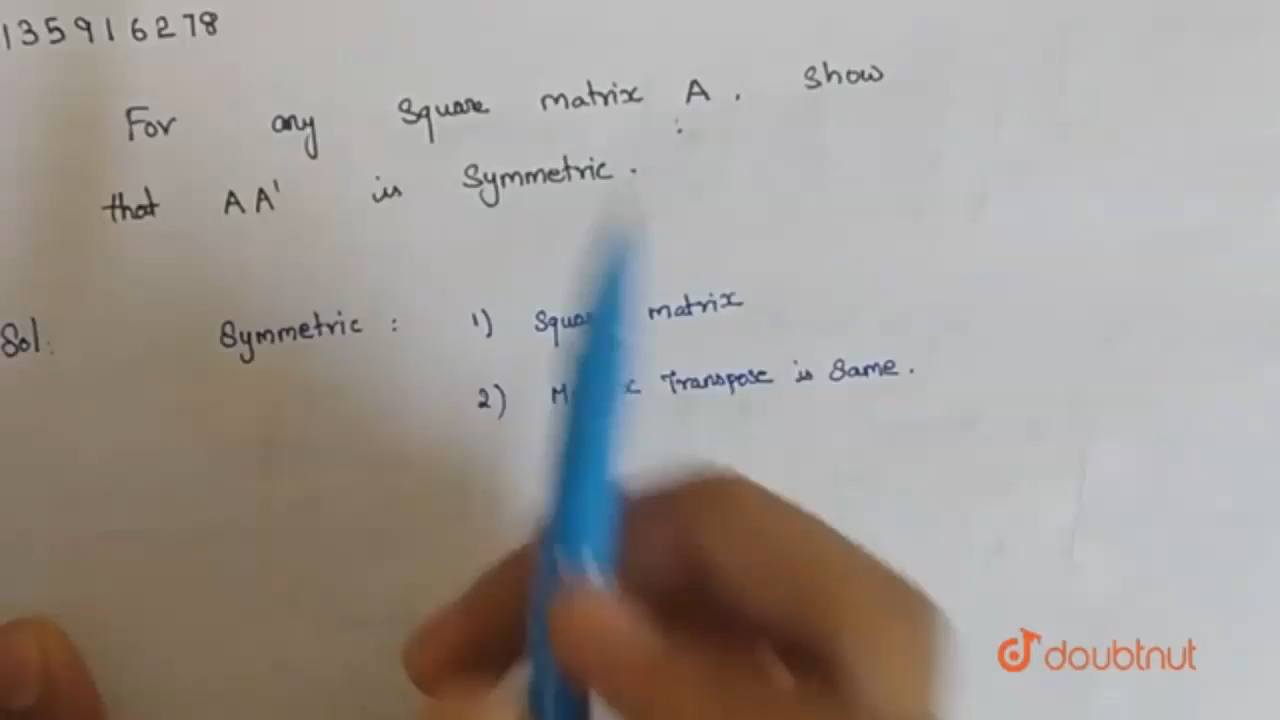 135916278
For any Square matrix A. Show
that AA' is Symmetric.
Sol: Symmetric: 1) matrix
2) Transpose is Same.
doubtnut